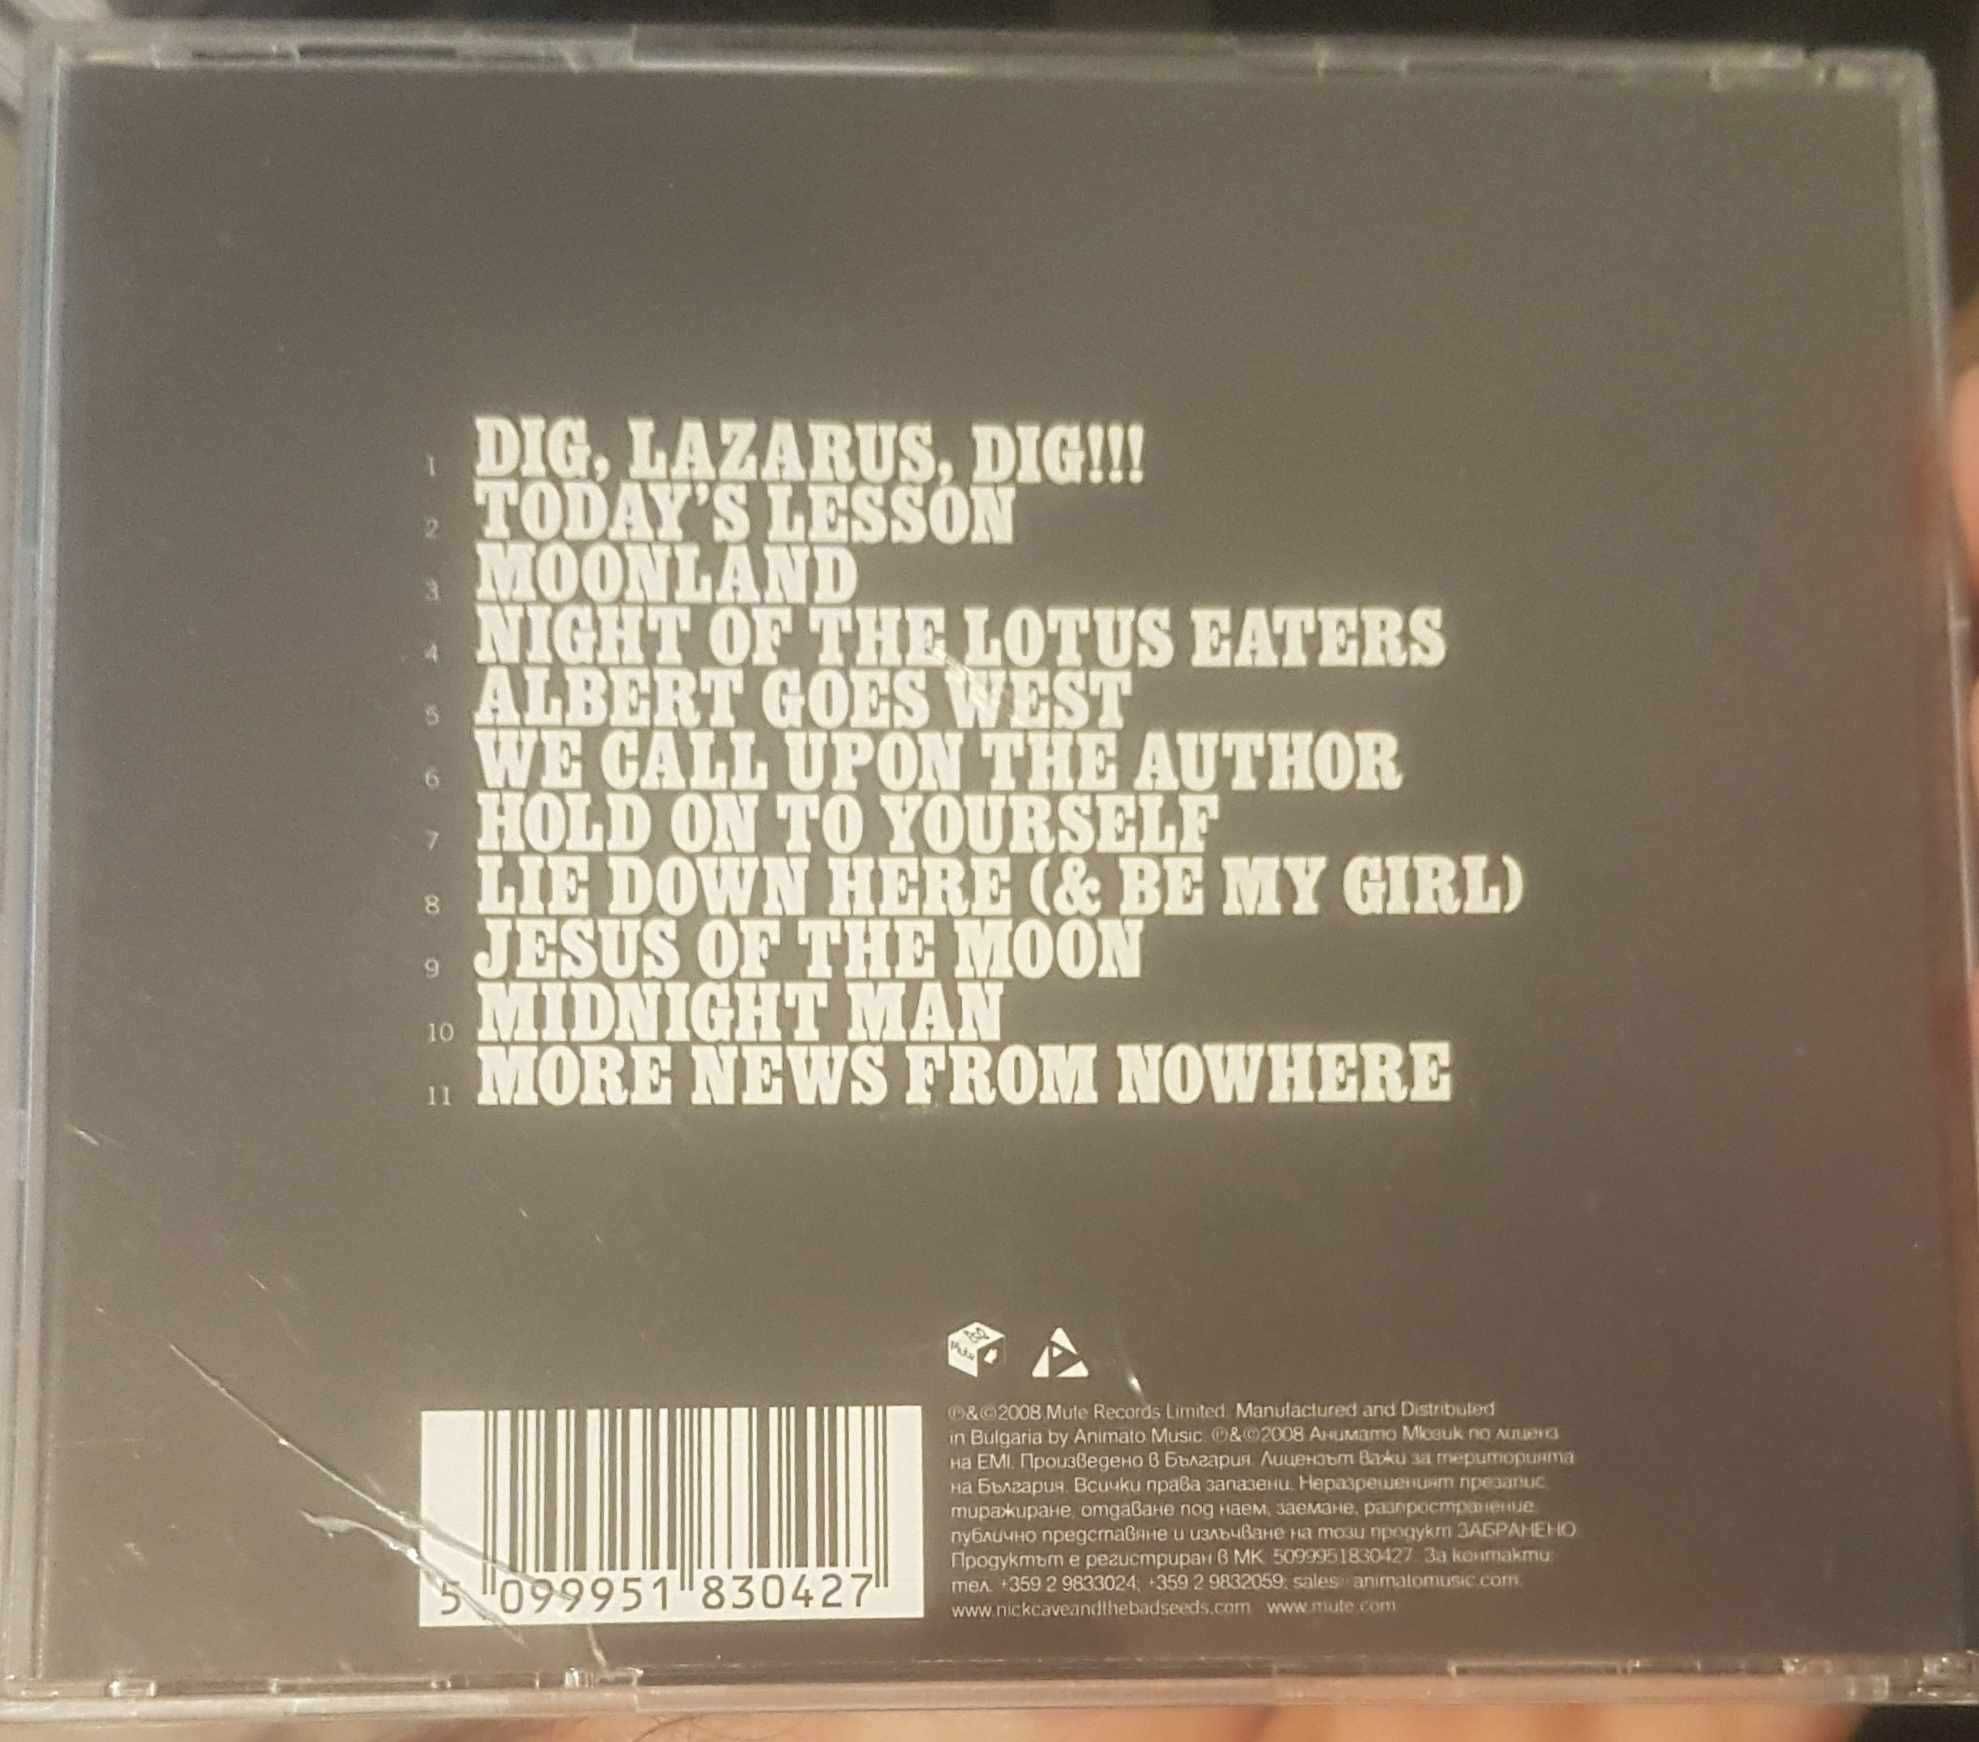 1 DIG, LAZARUS, DIG!!!
2 TODAY'S LESSON
3 MOONLAND
4 NIGHT OF THE LOTUS EATERS
5 ALBERT GOES WEST
6 WE CALL UPON THE AUTHOR
7 HOLD ON TO YOURSELF
8 LIE DOWN HERE (& BE MY GIRL)
9 JESUS OF THE MOON
10 MIDNIGHT MAN
11 MORE NEWS FROM NOWHERE
Mute
5 099951 830427
℗&©2008 Mute Records Limited. Manufactured and Distributed
in Bulgaria by Animato Music. ℗&©2008 Анимато Мюзик по лиценз
на EMI. Произведено в България. Лицензът важи за територията
на България. Всички права запазени. Неразрешеният презапис,
тиражиране, отдаване под наем, заемане, разпространение,
публично представяне и излъчване на този продукт ЗАБРАНЕНО.
Продуктът е регистриран в МК. 5099951830427. За контакти:
тел. +359 2 9833024; +359 2 9832059; sales animatomusic.com.
www.nickcaveandthebadseeds.com www.mute.com